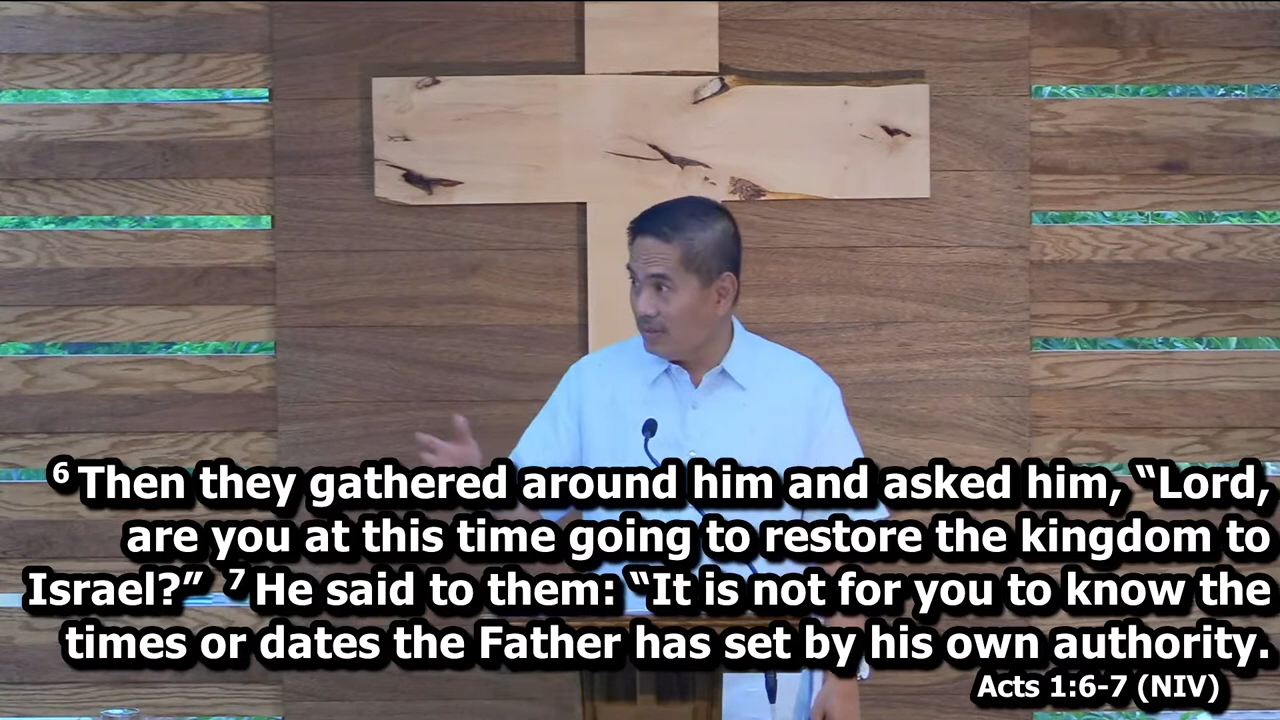 ⁶ Then they gathered around him and asked him, “Lord,
are you at this time going to restore the kingdom to
Israel?” ⁷ He said to them: “It is not for you to know the
times or dates the Father has set by his own authority.
Acts 1:6-7 (NIV)